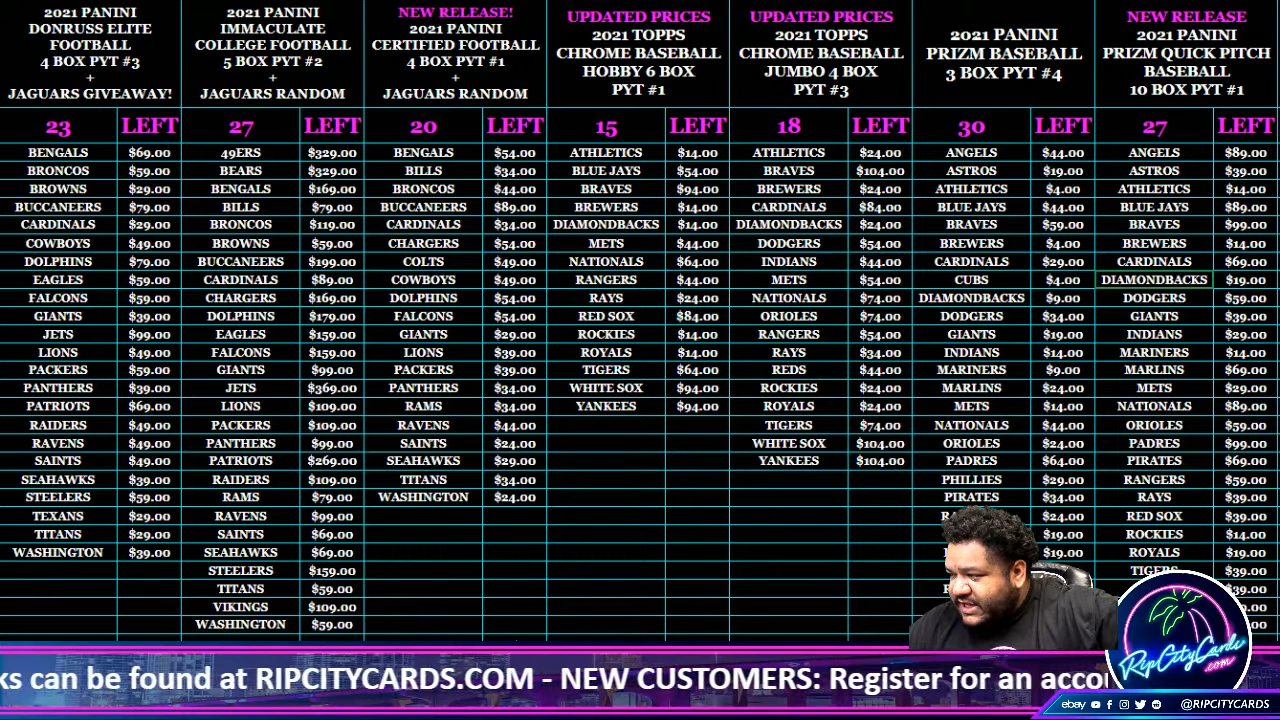 2021 PANINI
DONRUSS ELITE
FOOTBALL
4 BOX PYT #3
+
JAGUARS GIVEAWAY!
23 LEFT
BENGALS $69.00
BRONCOS $59.00
BROWNS $29.00
BUCCANEERS $79.00
CARDINALS $29.00
COWBOYS $49.00
DOLPHINS $79.00
EAGLES $59.00
FALCONS $59.00
GIANTS $39.00
JETS $99.00
LIONS $49.00
PACKERS $59.00
PANTHERS $39.00
PATRIOTS $69.00
RAIDERS $49.00
RAVENS $49.00
SAINTS $49.00
SEAHAWKS $39.00
STEELERS $59.00
TEXANS $29.00
TITANS $29.00
WASHINGTON $39.00
2021 PANINI
IMMACULATE
COLLEGE FOOTBALL
5 BOX PYT #2
+
JAGUARS RANDOM
27 LEFT
49ERS $329.00
BEARS $329.00
BENGALS $169.00
BILLS $79.00
BRONCOS $119.00
BROWNS $59.00
BUCCANEERS $199.00
CARDINALS $89.00
CHARGERS $169.00
DOLPHINS $179.00
EAGLES $159.00
FALCONS $159.00
GIANTS $99.00
JETS $369.00
LIONS $109.00
PACKERS $109.00
PANTHERS $99.00
PATRIOTS $269.00
RAIDERS $109.00
RAMS $79.00
RAVENS $99.00
SAINTS $69.00
SEAHAWKS $69.00
STEELERS $159.00
TITANS $59.00
VIKINGS $109.00
WASHINGTON $59.00
NEW RELEASE!
2021 PANINI
CERTIFIED FOOTBALL
4 BOX PYT #1
+
JAGUARS RANDOM
20 LEFT
BENGALS $54.00
BILLS $34.00
BRONCOS $44.00
BUCCANEERS $89.00
CARDINALS $34.00
CHARGERS $54.00
COLTS $49.00
COWBOYS $49.00
DOLPHINS $54.00
FALCONS $54.00
GIANTS $29.00
LIONS $39.00
PACKERS $39.00
PANTHERS $34.00
RAMS $34.00
RAVENS $44.00
SAINTS $24.00
SEAHAWKS $29.00
TITANS $34.00
WASHINGTON $24.00
UPDATED PRICES
2021 TOPPS
CHROME BASEBALL
HOBBY 6 BOX
PYT #1
15 LEFT
ATHLETICS $14.00
BLUE JAYS $54.00
BRAVES $94.00
BREWERS $14.00
DIAMONDBACKS $14.00
METS $44.00
NATIONALS $64.00
RANGERS $44.00
RAYS $24.00
RED SOX $84.00
ROCKIES $14.00
ROYALS $14.00
TIGERS $64.00
WHITE SOX $94.00
YANKEES $94.00
UPDATED PRICES
2021 TOPPS
CHROME BASEBALL
JUMBO 4 BOX
PYT #3
18 LEFT
ATHLETICS $24.00
BRAVES $104.00
BREWERS $24.00
CARDINALS $84.00
DIAMONDBACKS $24.00
DODGERS $54.00
INDIANS $44.00
METS $54.00
NATIONALS $74.00
ORIOLES $74.00
RANGERS $54.00
RAYS $34.00
REDS $44.00
ROCKIES $24.00
ROYALS $24.00
TIGERS $74.00
WHITE SOX $104.00
YANKEES $104.00
2021 PANINI
PRIZM BASEBALL
3 BOX PYT #4
30 LEFT
ANGELS $44.00
ASTROS $19.00
ATHLETICS $4.00
BLUE JAYS $44.00
BRAVES $59.00
BREWERS $4.00
CARDINALS $29.00
CUBS $4.00
DIAMONDBACKS $9.00
DODGERS $34.00
GIANTS $19.00
INDIANS $14.00
MARINERS $9.00
MARLINS $24.00
METS $14.00
NATIONALS $44.00
ORIOLES $24.00
PADRES $64.00
PHILLIES $29.00
PIRATES $34.00
$24.00
$19.00
$19.00
NEW RELEASE
2021 PANINI
PRIZM QUICK PITCH
BASEBALL
10 BOX PYT #1
27 LEFT
ANGELS $89.00
ASTROS $39.00
ATHLETICS $14.00
BLUE JAYS $89.00
BRAVES $99.00
BREWERS $14.00
CARDINALS $69.00
DIAMONDBACKS $19.00
DODGERS $59.00
GIANTS $39.00
INDIANS $29.00
MARINERS $14.00
MARLINS $69.00
METS $29.00
NATIONALS $89.00
ORIOLES $59.00
PADRES $99.00
PIRATES $69.00
RANGERS $59.00
RAYS $39.00
RED SOX $39.00
ROCKIES $14.00
ROYALS $19.00
TIGERS $39.00
ks can be found at RIPCITYCARDS.COM - NEW CUSTOMERS: Register for an acco
RipCityCards
.com
ebay @RIPCITYCARDS